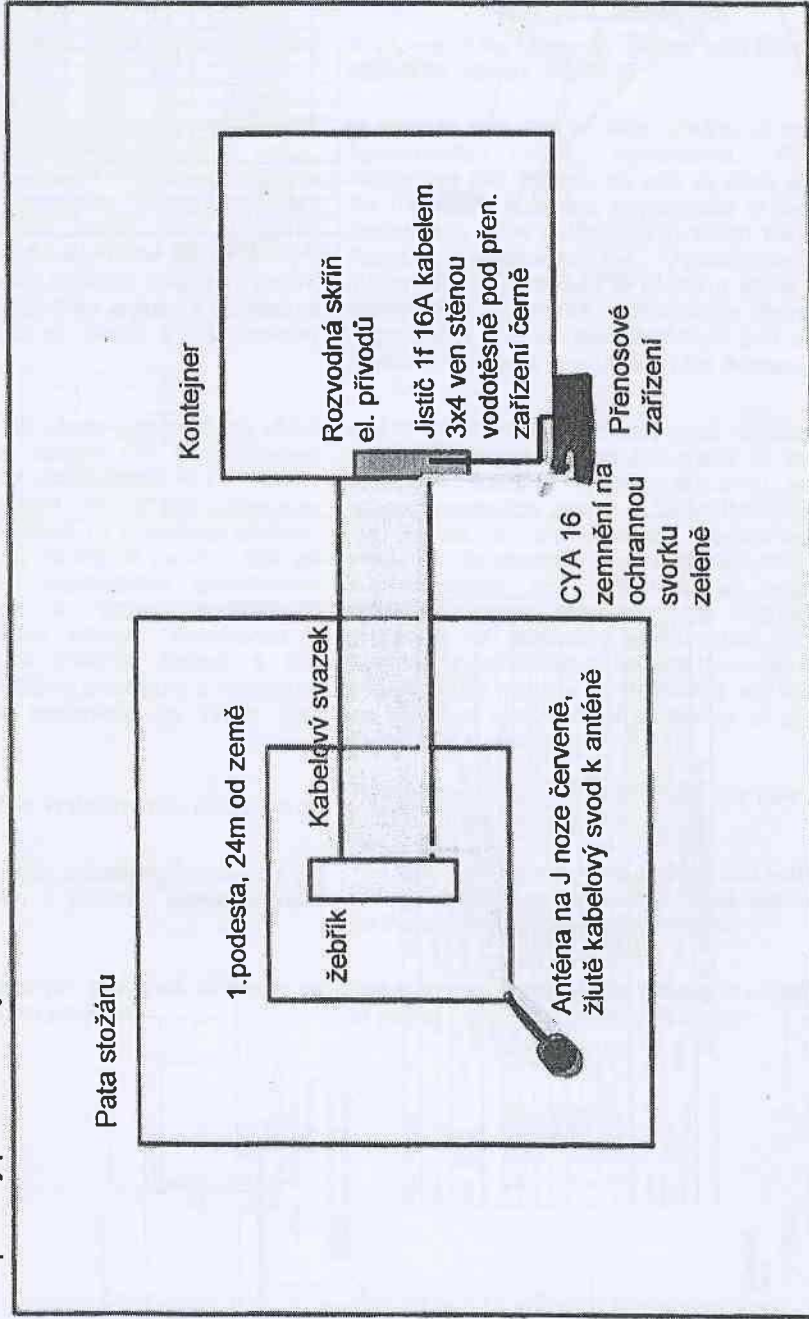 Pata stožáru
1.podesta, 24m od země
žebřík
Kabelový svazek
Anténa na J noze červeně,
žlutě kabelový svod k anténě
Kontejner
Rozvodná skříň
el. přívodů
Jistič 1f 16A kabelem
3x4 ven stěnou
vodotěsně pod přen.
zařízení černě
CYA 16
zemnění na
ochrannou
svorku
zeleně
Přenosové
zařízení